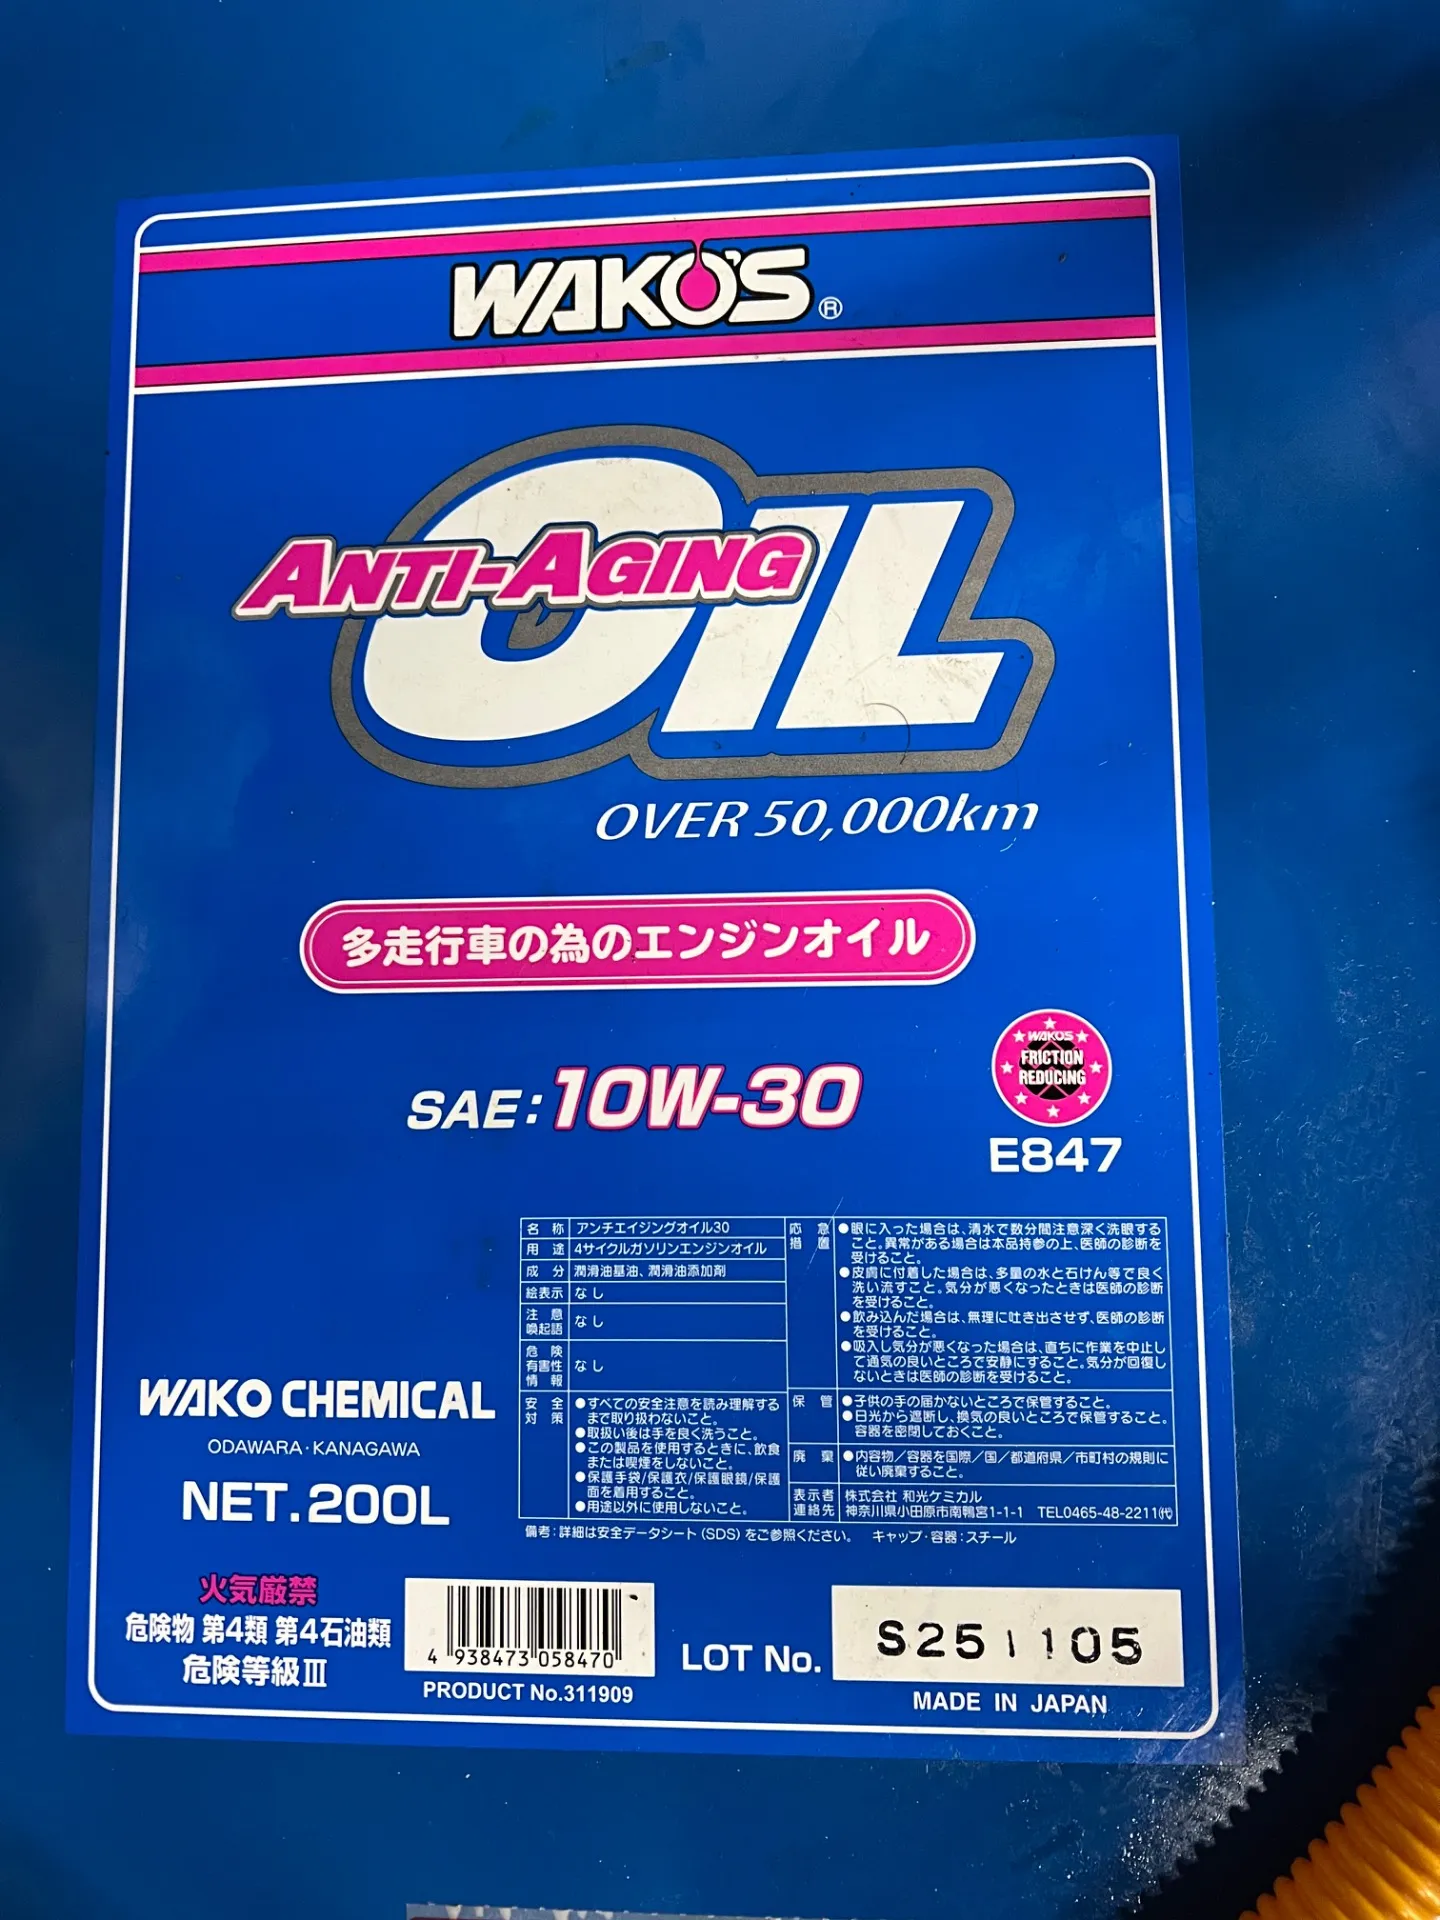 WAKO'S®
ANTI-AGING
OIL
OVER 50,000km
多走行車の為のエンジンオイル
SAE:10W-30
WAKO'S
FRICTION
REDUCING
E847
名称 アンチエイジングオイル30
用途 4サイクルガソリンエンジンオイル
成分 潤滑油基油、潤滑油添加剤
絵表示 なし
注意
喚起語 なし
危険
有害性
情報 なし
安全
対策
●すべての安全注意を読み理解する
まで取り扱わないこと。
●取扱い後は手を良く洗うこと。
●この製品を使用するときに、飲食
または喫煙をしないこと。
●保護手袋/保護衣/保護眼鏡/保護
面を着用すること。
●用途以外に使用しないこと。
応急
措置
●眼に入った場合は、清水で数分間注意深く洗眼する
こと。異常がある場合は本品持参の上、医師の診断を
受けること。
●皮膚に付着した場合は、多量の水と石けん等で良く
洗い流すこと。気分が悪くなったときは医師の診断
を受けること。
●飲み込んだ場合は、無理に吐き出させず、医師の診断
を受けること。
●吸入し気分が悪くなった場合は、直ちに作業を中止し
て通気の良いところで安静にすること。気分が回復し
ないときは医師の診断を受けること。
保管
●子供の手の届かないところで保管すること。
●日光から遮断し、換気の良いところで保管すること。
容器を密閉しておくこと。
廃棄
●内容物/容器を国際/国/都道府県/市町村の規則に
従い廃棄すること。
表示者
連絡先
株式会社 和光ケミカル
神奈川県小田原市南鴨宮1-1-1 TEL0465-48-2211㈹
備考:詳細は安全データシート(SDS)をご参照ください。 キャップ・容器:スチール
WAKO CHEMICAL
ODAWARA・KANAGAWA
NET.200L
火気厳禁
危険物 第4類 第4石油類
危険等級Ⅲ
4 938473 058470
PRODUCT No.311909
LOT No. S251105
MADE IN JAPAN